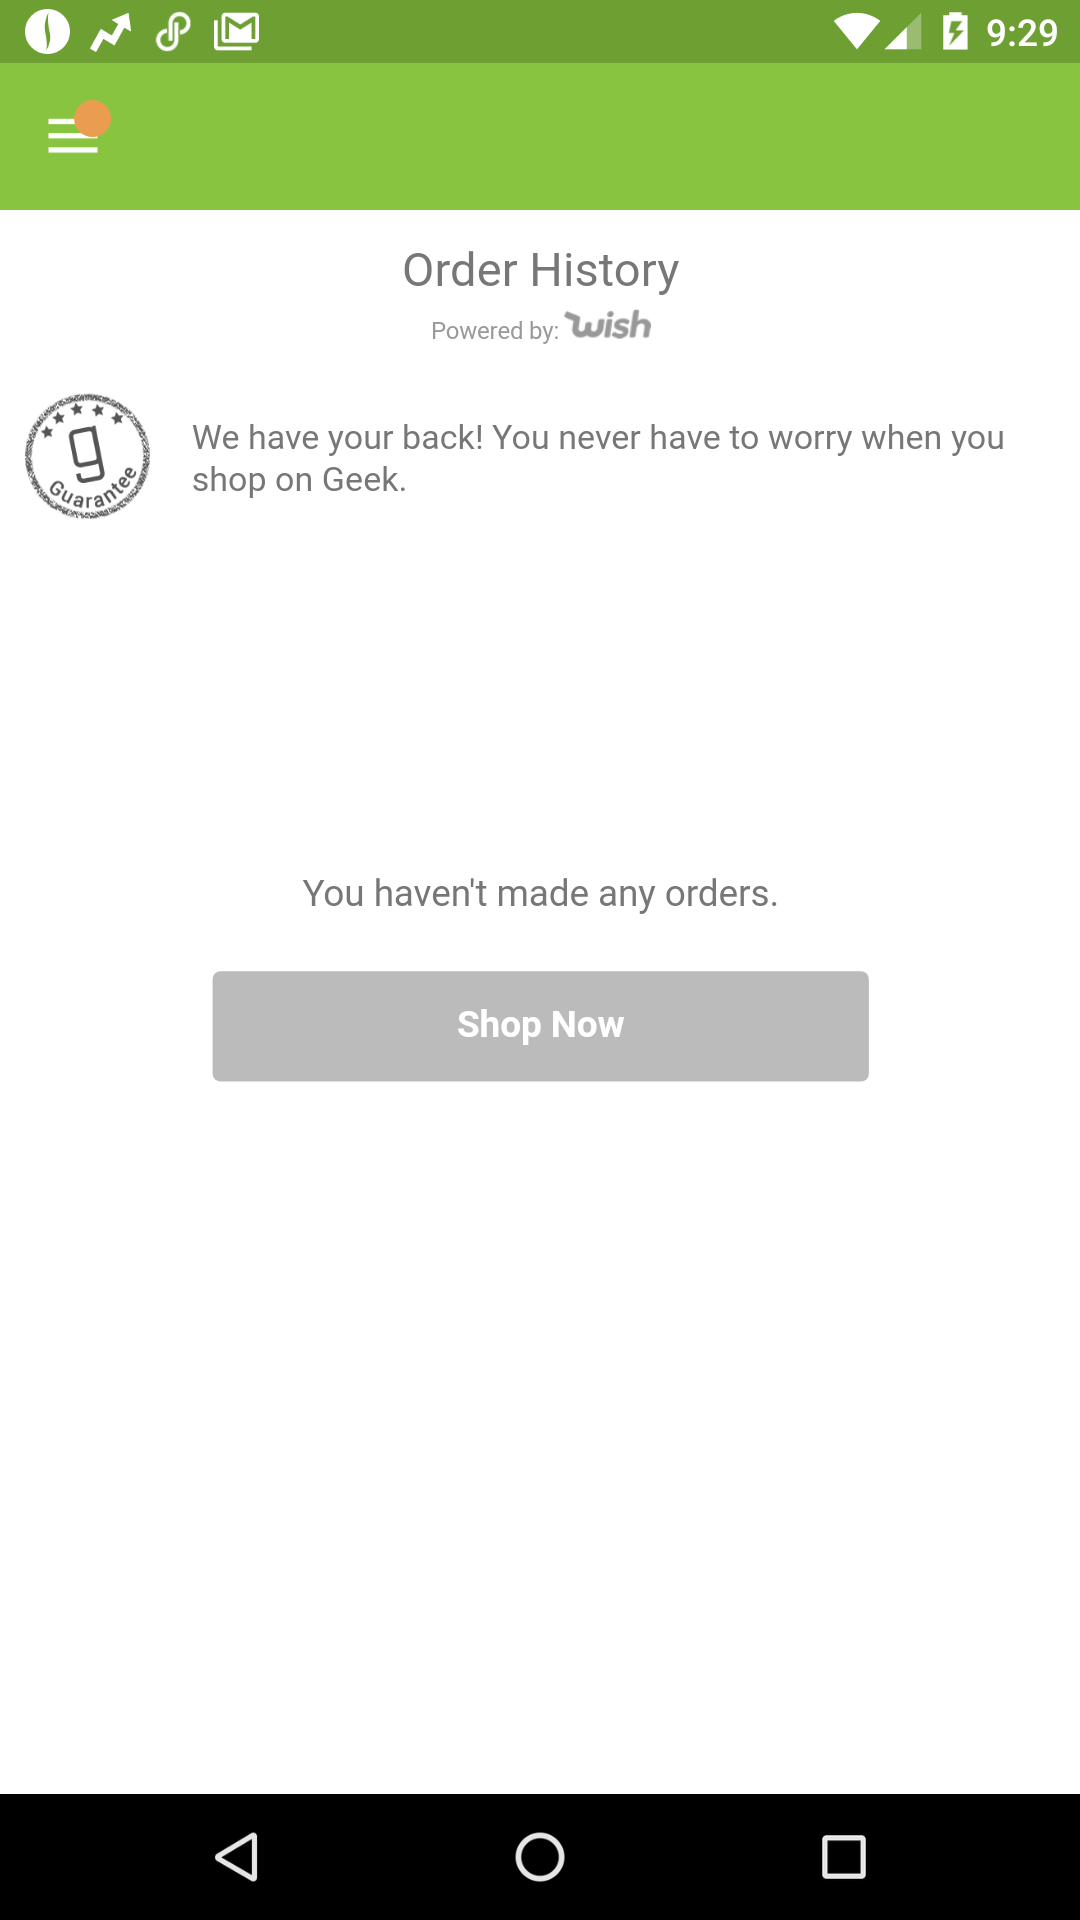 9:29
Order History
Powered by: wish
g
Guarantee
We have your back! You never have to worry when you
shop on Geek.
You haven't made any orders.
Shop Now